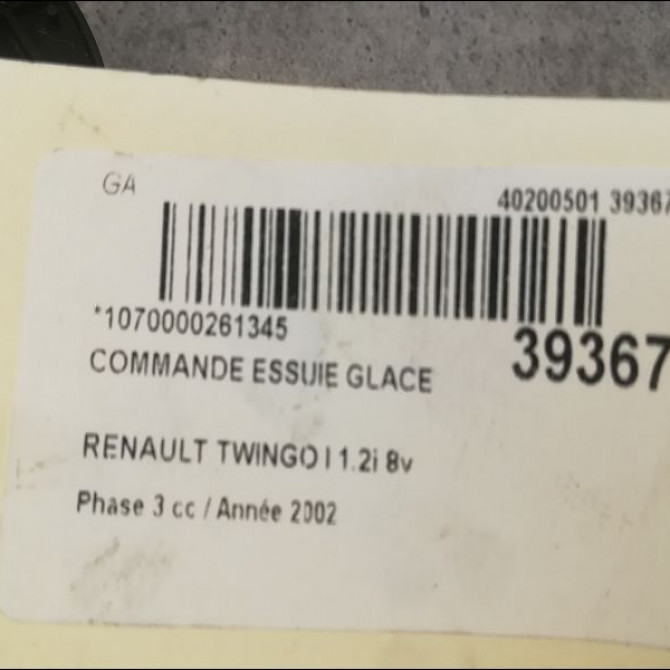 GA
40200501 39367
*1070000261345
39367
COMMANDE ESSUIE GLACE
RENAULT TWINGO I 1.2i 8v
Phase 3 cc / Année 2002